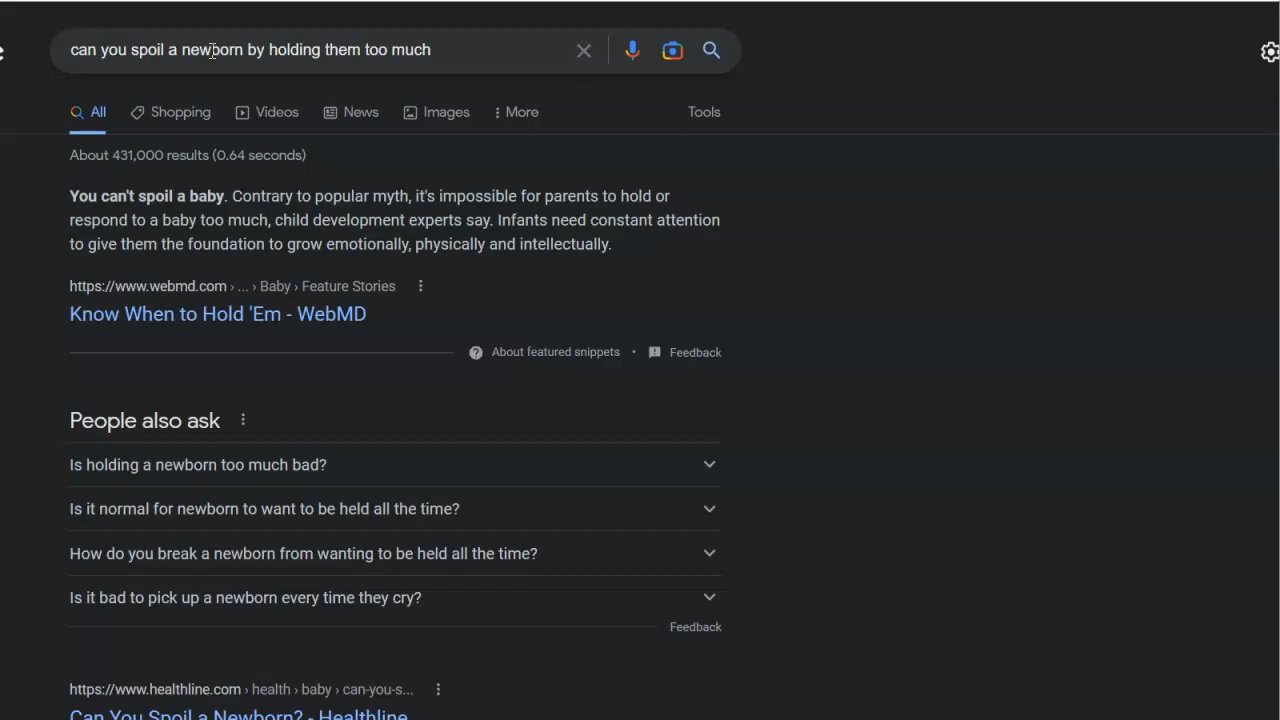 can you spoil a newborn by holding them too much
All Shopping Videos News Images More Tools
About 431,000 results (0.64 seconds)
You can't spoil a baby. Contrary to popular myth, it's impossible for parents to hold or
respond to a baby too much, child development experts say. Infants need constant attention
to give them the foundation to grow emotionally, physically and intellectually.
https://www.webmd.com › ... › Baby › Feature Stories
Know When to Hold 'Em - WebMD
About featured snippets • Feedback
People also ask
Is holding a newborn too much bad?
Is it normal for newborn to want to be held all the time?
How do you break a newborn from wanting to be held all the time?
Is it bad to pick up a newborn every time they cry?
Feedback
https://www.healthline.com › health › baby › can-you-s...
Can You Spoil a Newborn? - Healthline